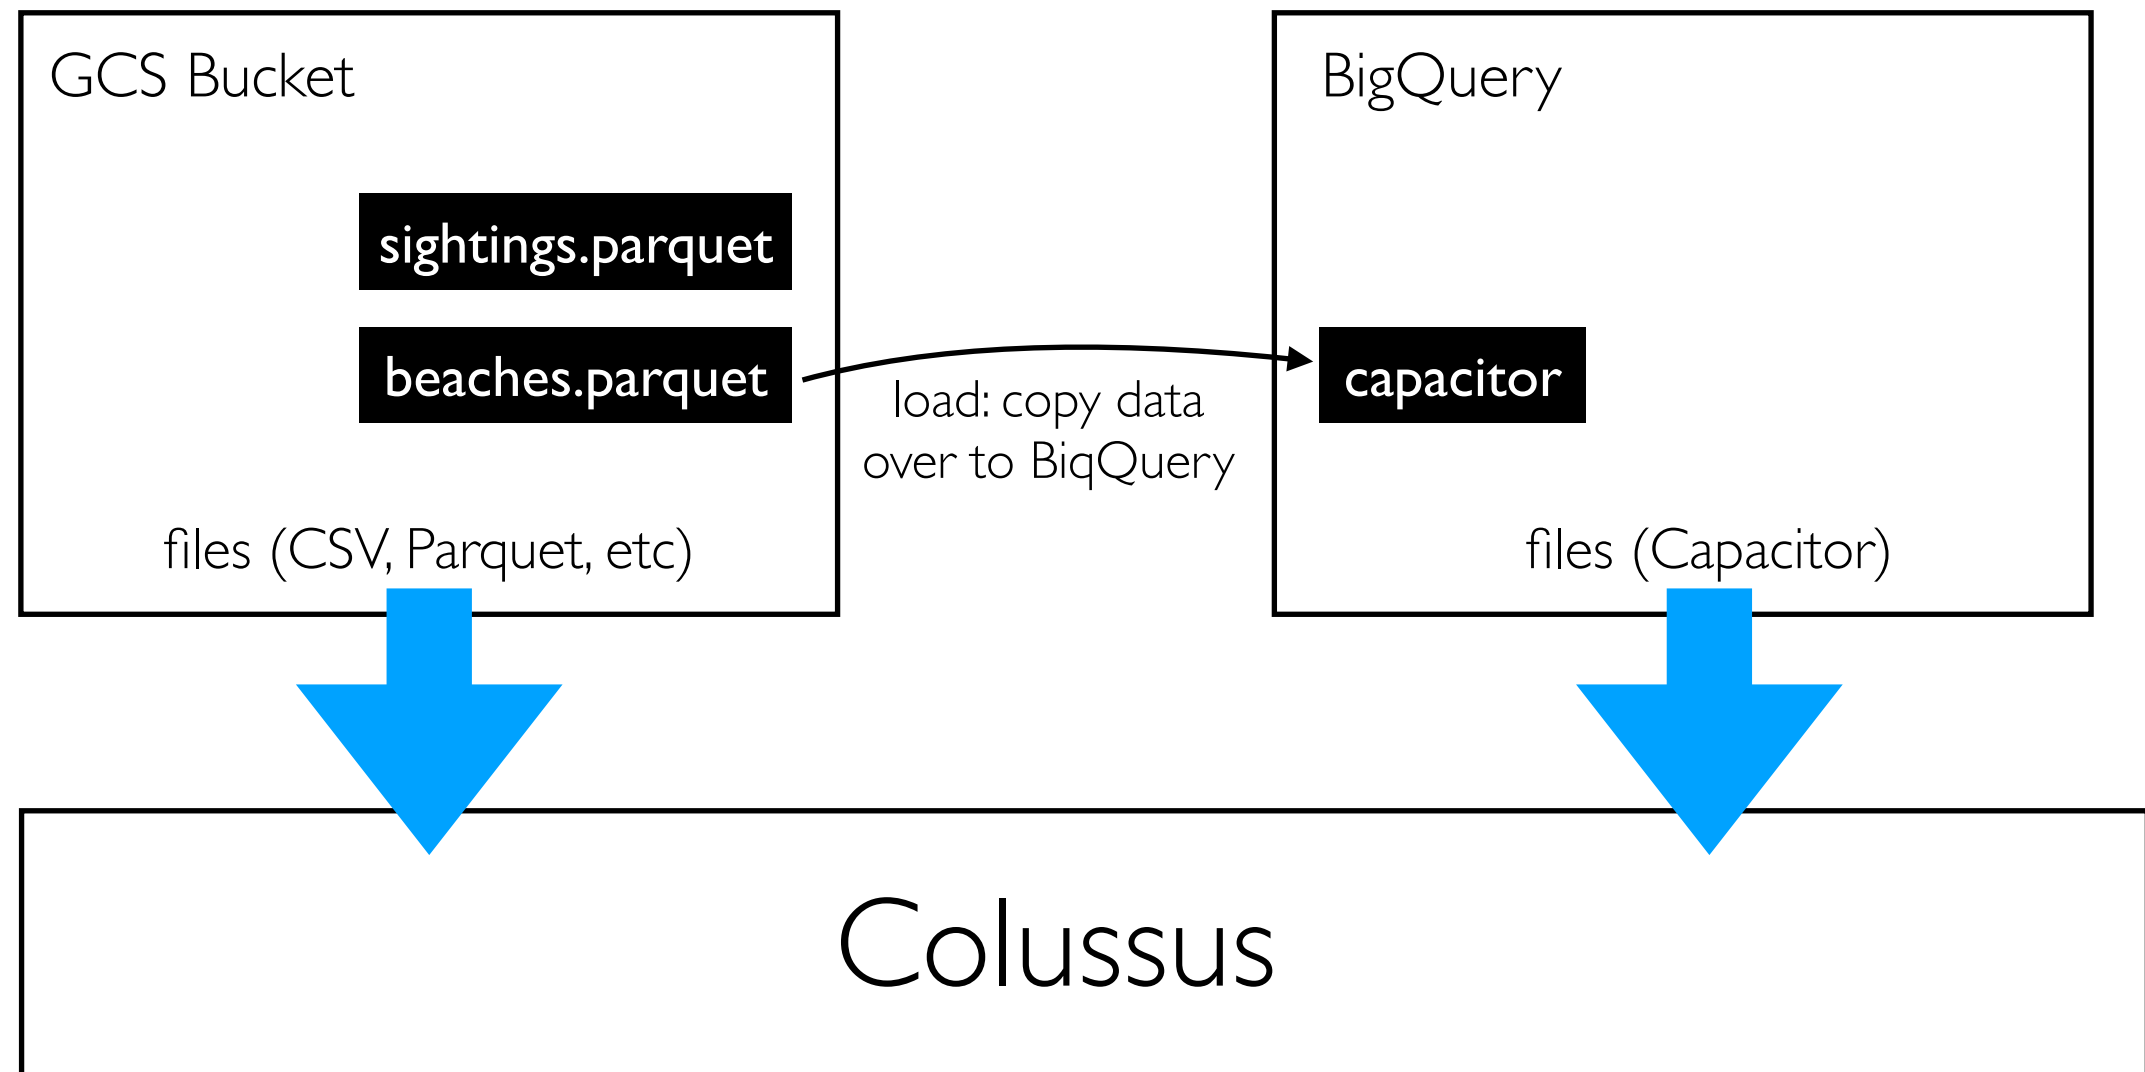 GCS Bucket
sightings.parquet
beaches.parquet
files (CSV, Parquet, etc)
load: copy data
over to BiqQuery
BigQuery
capacitor
files (Capacitor)
Colussus